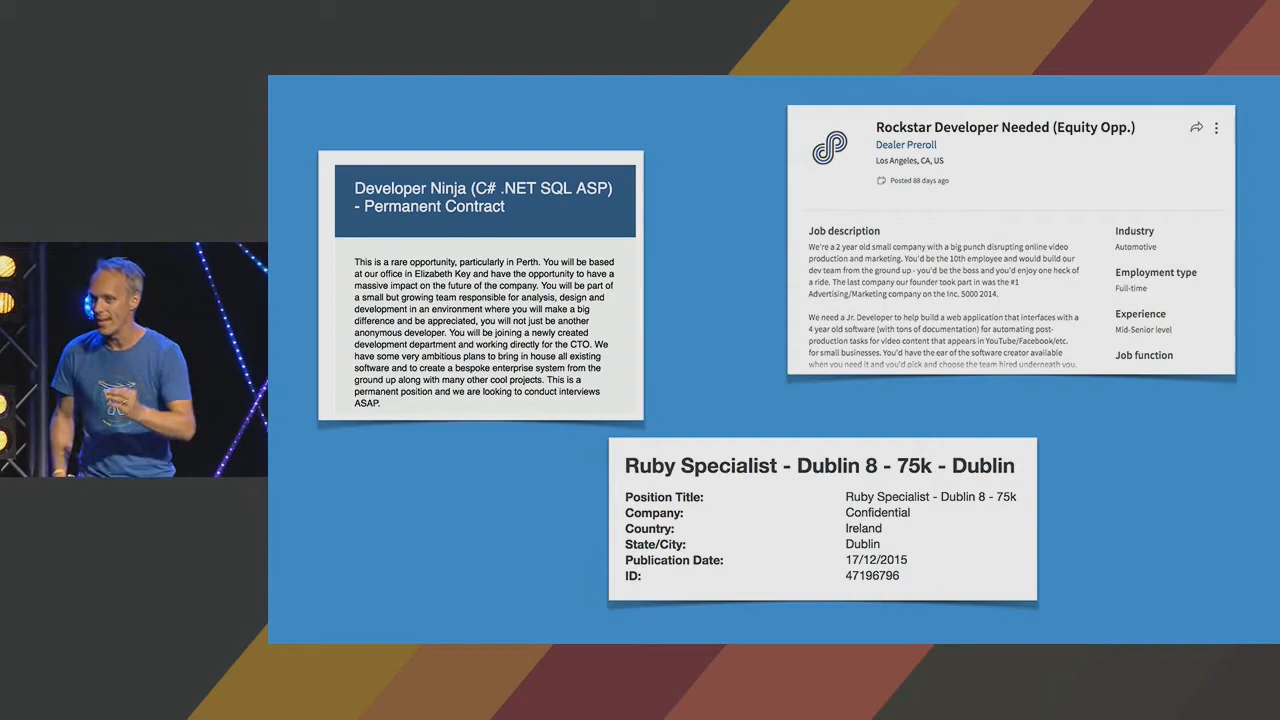 Developer Ninja (C# .NET SQL ASP)
- Permanent Contract
This is a rare opportunity, particularly in Perth. You will be based
at our office in Elizabeth Key and have the opportunity to have a
massive impact on the future of the company. You will be part of
a small but growing team responsible for analysis, design and
development in an environment where you will make a big
difference and be appreciated, you will not just be another
anonymous developer. You will be joining a newly created
development department and working directly for the CTO. We
have some very ambitious plans to bring in house all existing
software and to create a bespoke enterprise system from the
ground up along with many other cool projects. This is a
permanent position and we are looking to conduct interviews
ASAP.
Rockstar Developer Needed (Equity Opp.)
Dealer Preroll
Los Angeles, CA, US
Posted 88 days ago
Job description
We're a 2 year old small company with a big punch disrupting online video
production and marketing. You'd be the 10th employee and would build our
dev team from the ground up - you'd be the boss and you'd enjoy one heck of
a ride. The last company our founder took part in was the #1
Advertising/Marketing company on the Inc. 5000 2014.
We need a Jr. Developer to help build a web application that interfaces with a
4 year old software (with tons of documentation) for automating post-
production tasks for video content that appears in YouTube/Facebook/etc.
for small businesses. You'd have the ear of the software creator available
when you need it and you'd pick and choose the team hired underneath you.
Industry
Automotive
Employment type
Full-time
Experience
Mid-Senior level
Job function
Ruby Specialist - Dublin 8 - 75k - Dublin
Position Title: Ruby Specialist - Dublin 8 - 75k
Company: Confidential
Country: Ireland
State/City: Dublin
Publication Date: 17/12/2015
ID: 47196796